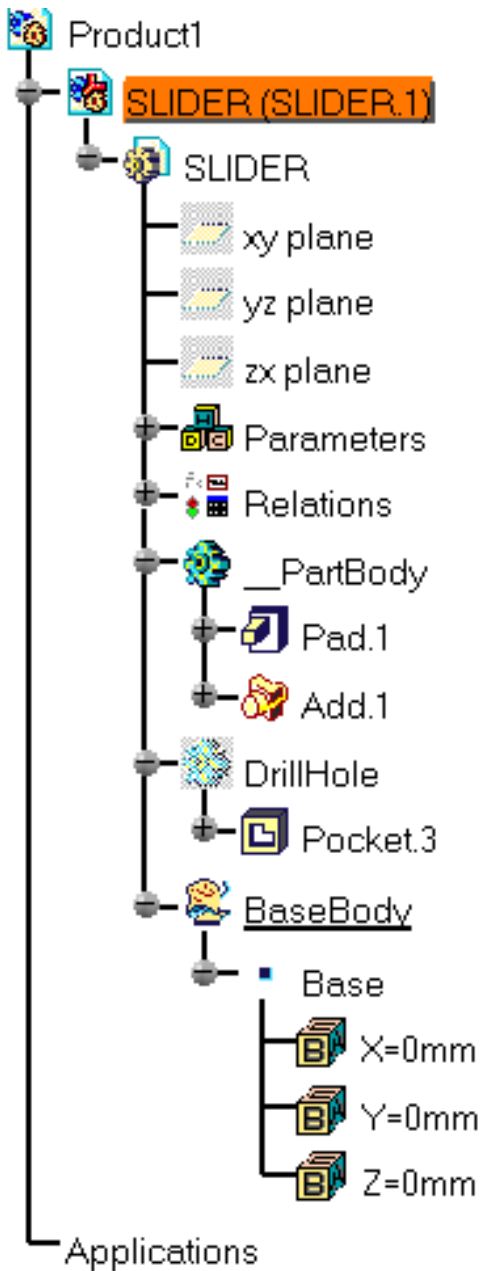 Product1
SLIDER (SLIDER.1)
SLIDER
xy plane
yz plane
zx plane
Parameters
Relations
__PartBody
Pad.1
Add.1
DrillHole
Pocket.3
BaseBody
Base
X=0mm
Y=0mm
Z=0mm
Applications